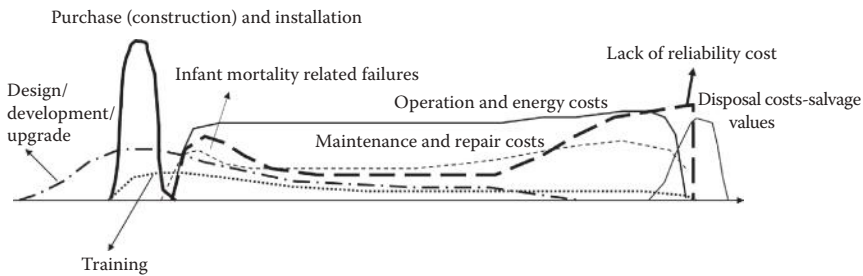 Purchase (construction) and installation
Lack of reliability cost
Infant mortality related failures
Design/
development/
upgrade
Operation and energy costs
Disposal costs-salvage
values
Maintenance and repair costs
Training